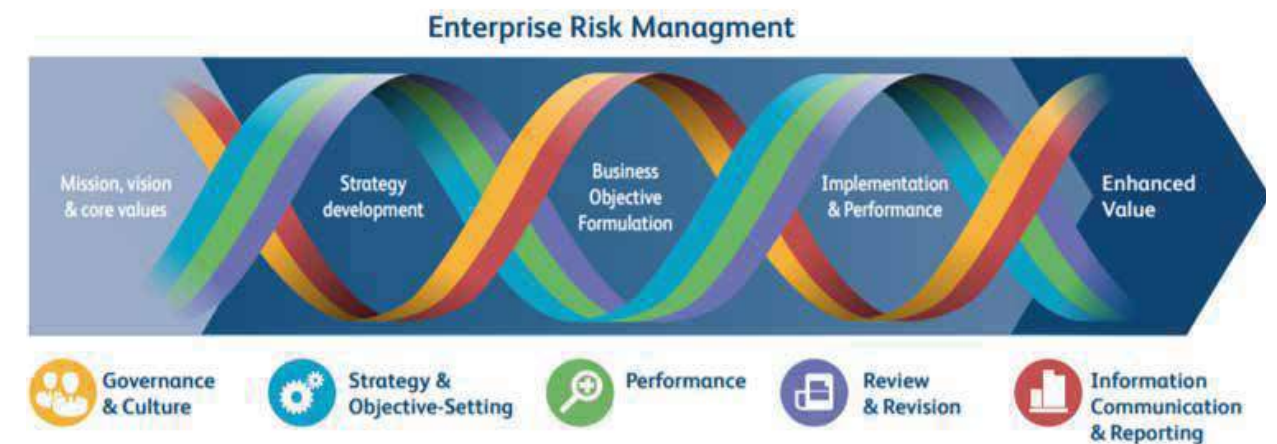 Enterprise Risk Managment
Mission, vision
& core values
Strategy
development
Business
Objective
Formulation
Implementation
& Performance
Enhanced
Value
Governance
& Culture
Strategy &
Objective-Setting
Performance
Review
& Revision
Information
Communication
& Reporting